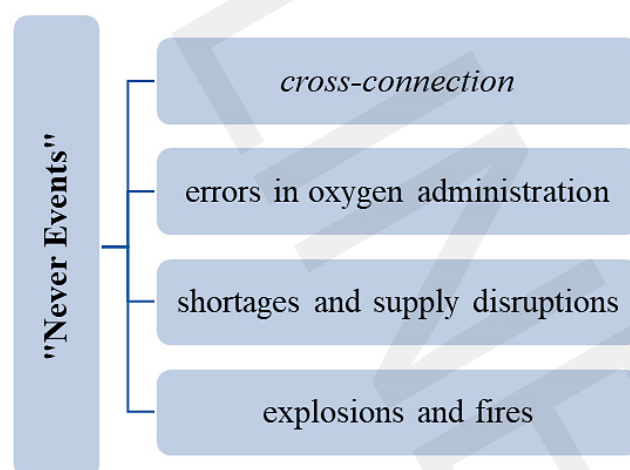 "Never Events"
cross-connection
errors in oxygen administration
shortages and supply disruptions
explosions and fires